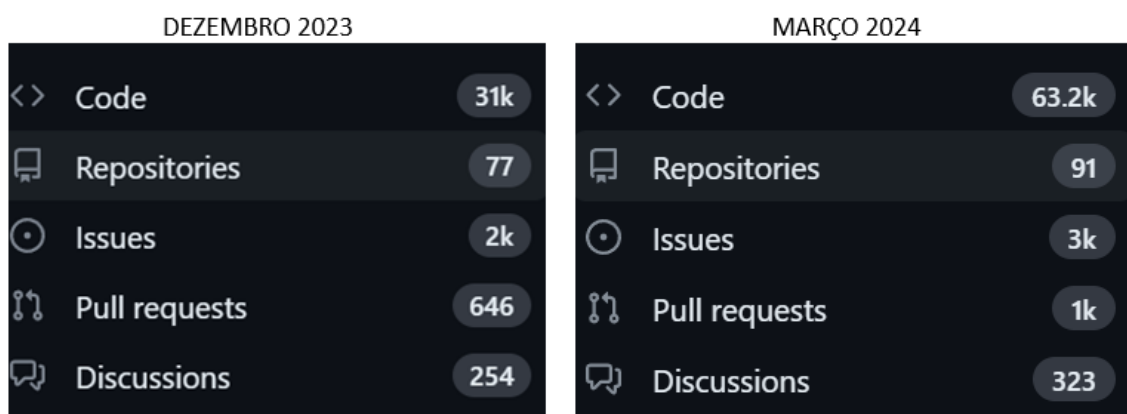 DEZEMBRO 2023
Code 31k
Repositories 77
Issues 2k
Pull requests 646
Discussions 254
MARÇO 2024
Code 63.2k
Repositories 91
Issues 3k
Pull requests 1k
Discussions 323